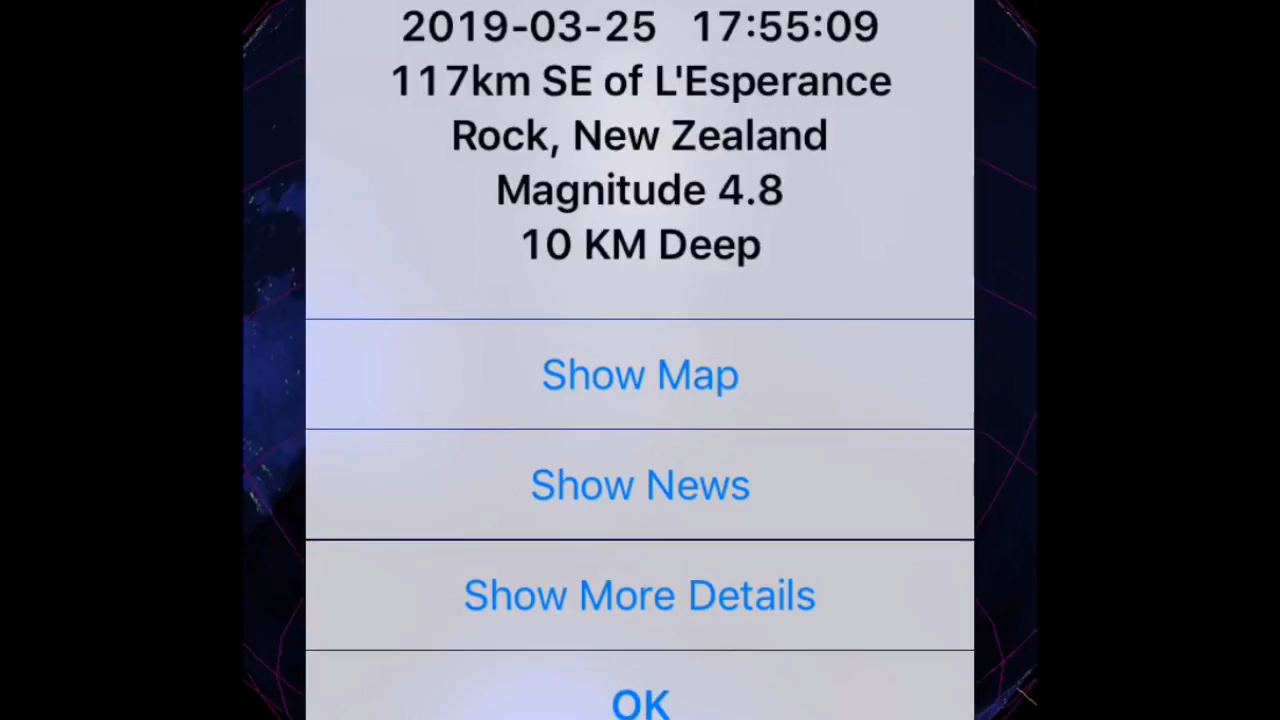 2019-03-25 17:55:09
117km SE of L'Esperance
Rock, New Zealand
Magnitude 4.8
10 KM Deep
Show Map
Show News
Show More Details
OK